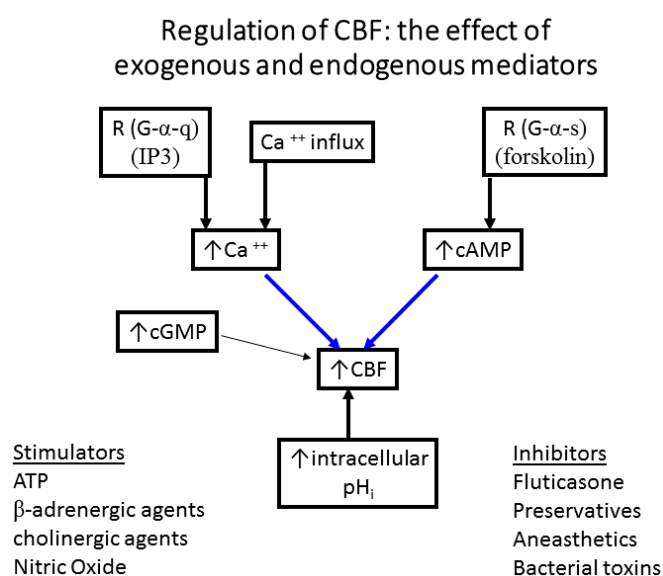 Regulation of CBF: the effect of
exogenous and endogenous mediators
R (G-α-q)
(IP3)
Ca ++ influx
R (G-α-s)
(forskolin)
↑Ca ++
↑cAMP
↑cGMP
↑CBF
↑intracellular
pHi
Stimulators
ATP
β-adrenergic agents
cholinergic agents
Nitric Oxide
Inhibitors
Fluticasone
Preservatives
Aneasthetics
Bacterial toxins